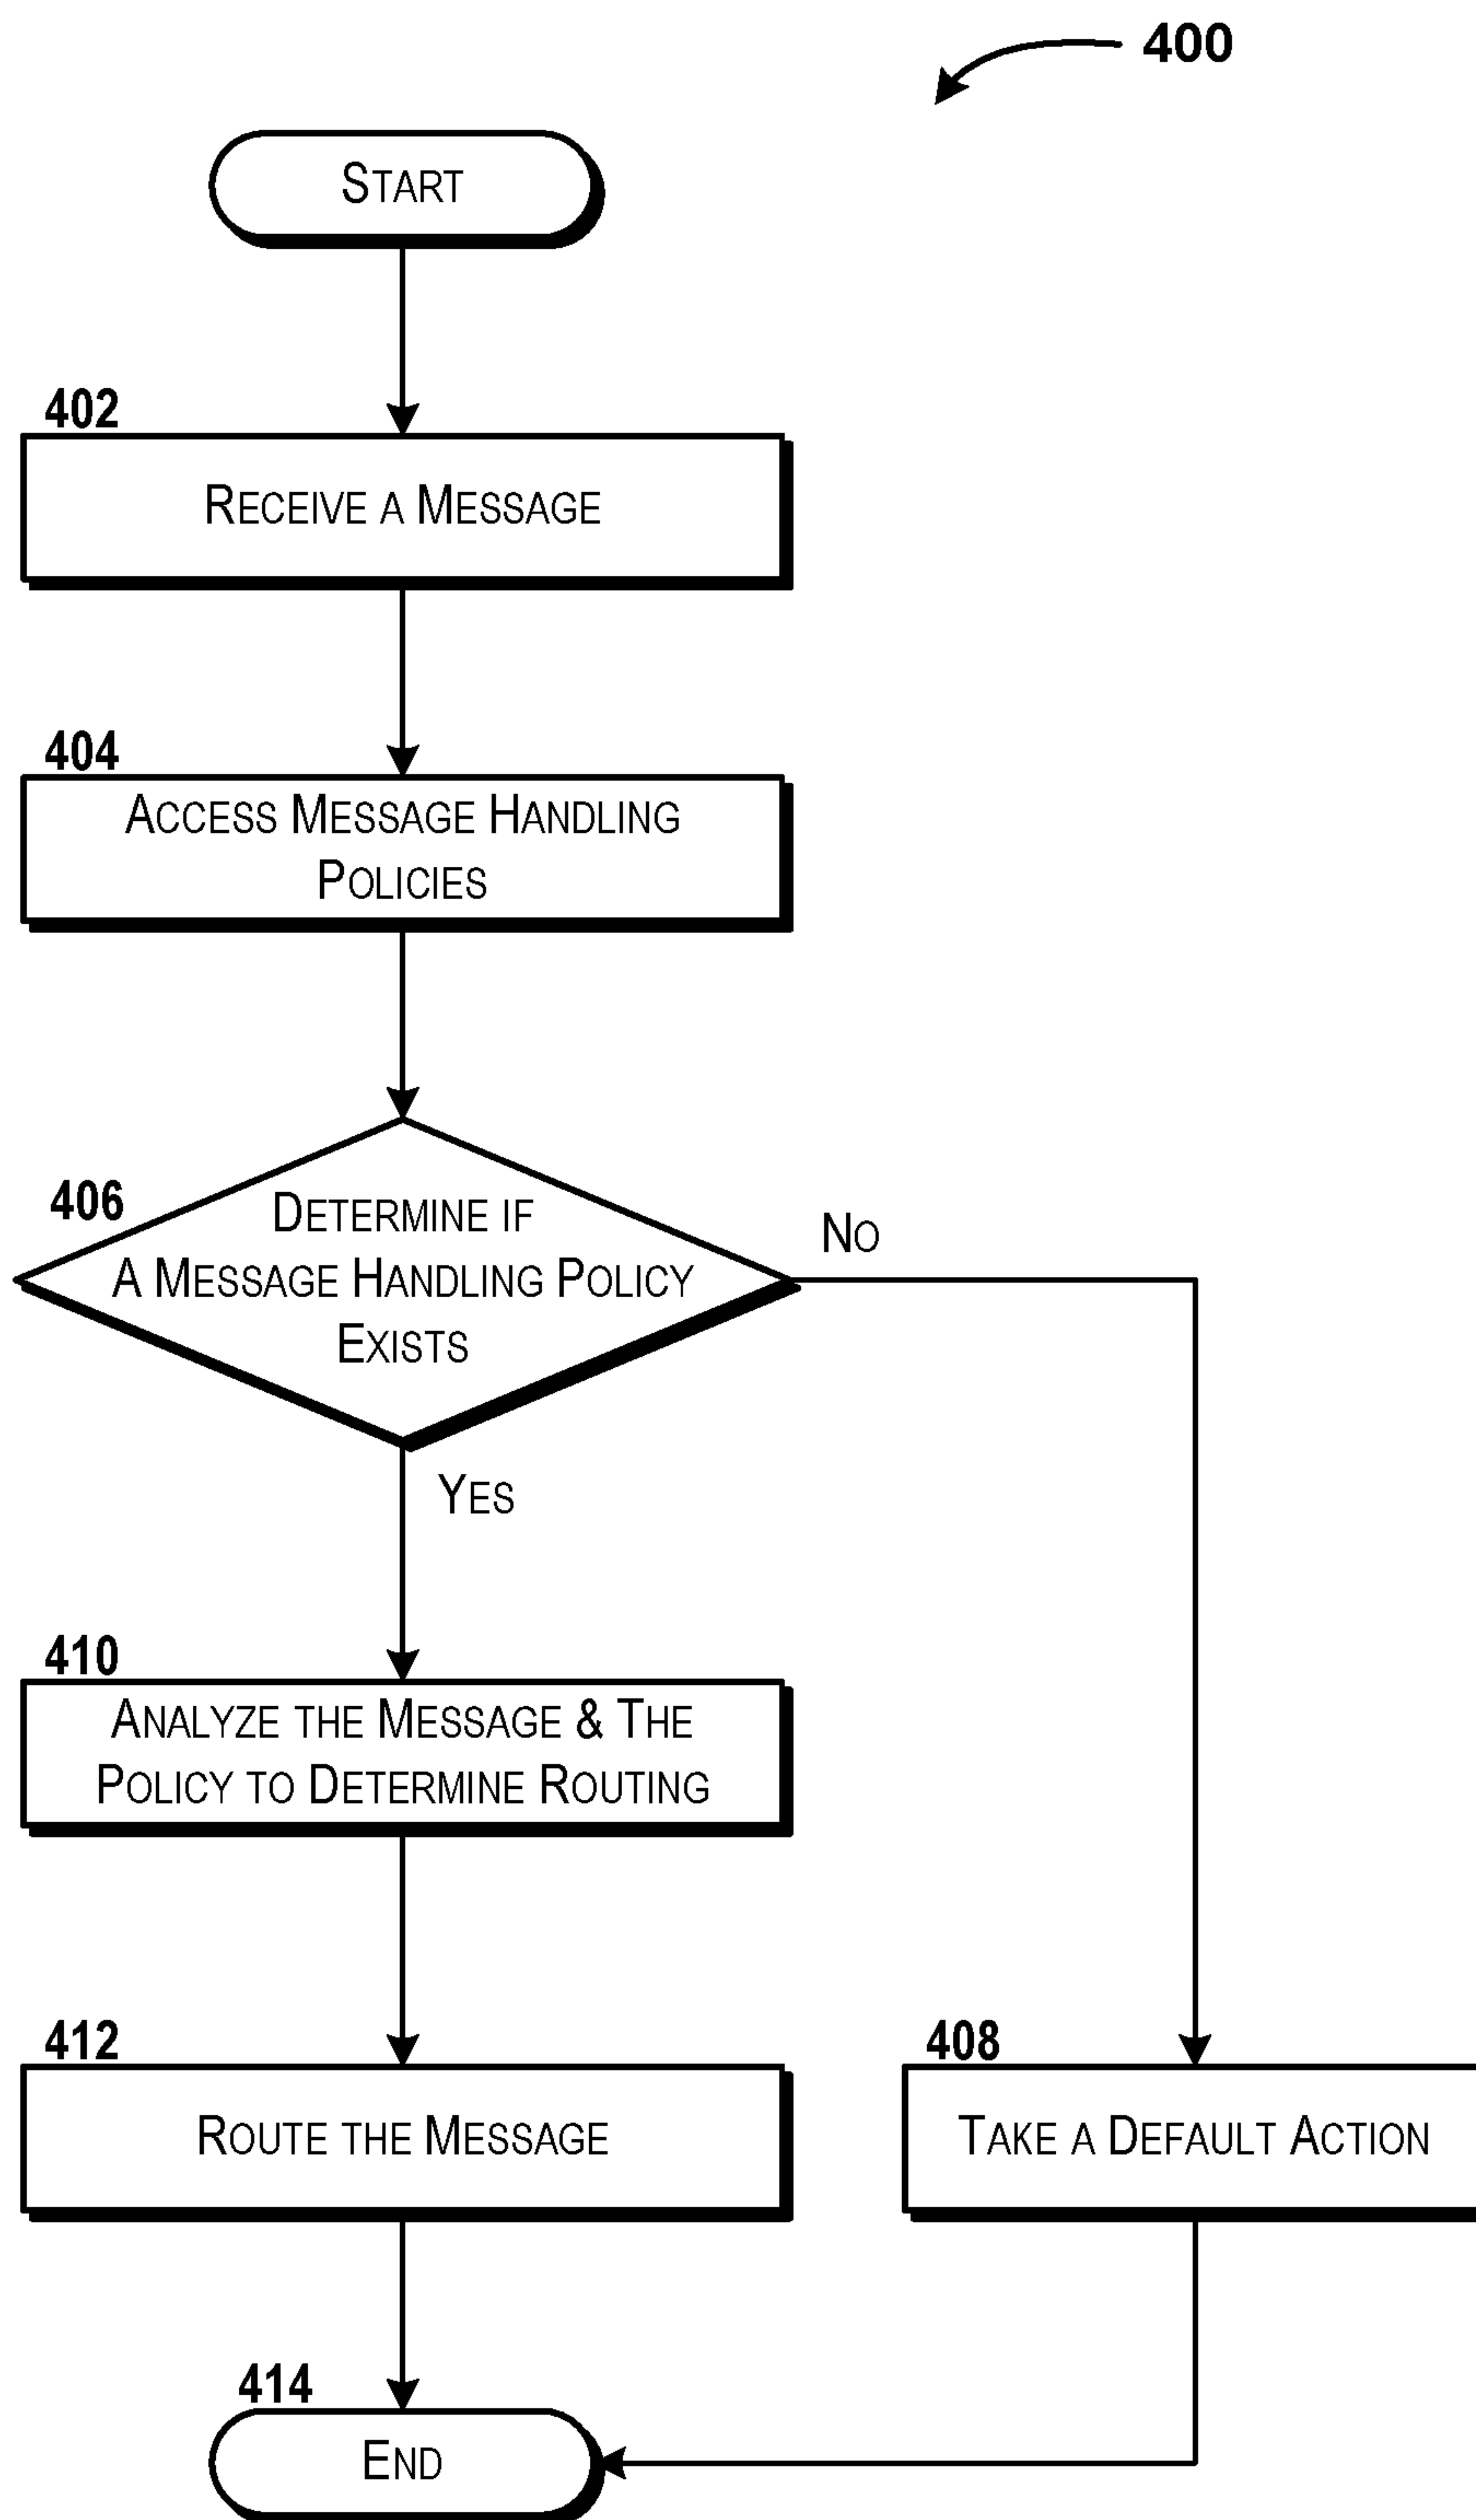 400
START
402
RECEIVE A MESSAGE
404
ACCESS MESSAGE HANDLING
POLICIES
406
DETERMINE IF
A MESSAGE HANDLING POLICY
EXISTS
NO
YES
410
ANALYZE THE MESSAGE & THE
POLICY TO DETERMINE ROUTING
412
ROUTE THE MESSAGE
408
TAKE A DEFAULT ACTION
414
END